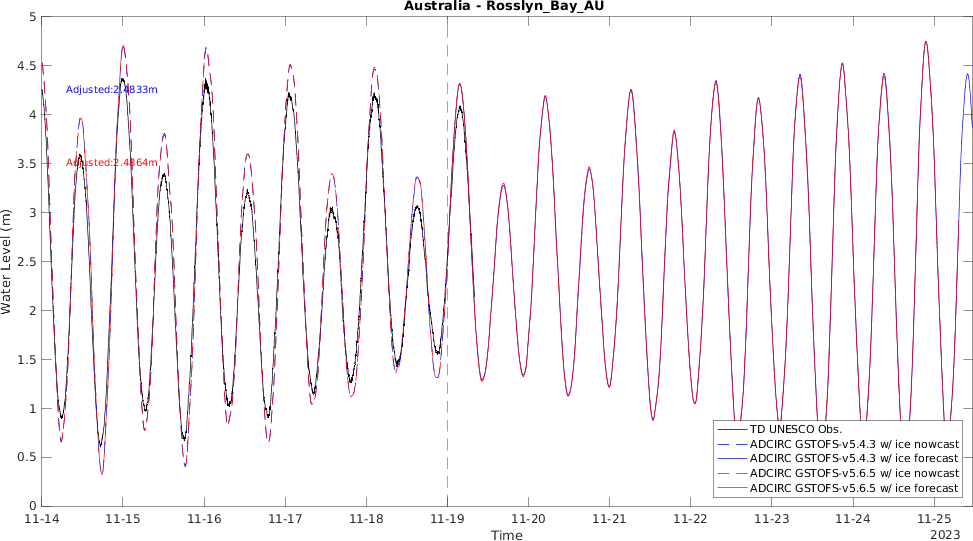 Australia - Rosslyn_Bay_AU
5
4.5
4
3.5
3
2.5
2
1.5
1
0.5
0
Water Level (m)
Adjusted:2.4833m
Adjusted:2.4864m
TD UNESCO Obs.
ADCIRC GSTOFS-v5.4.3 w/ ice nowcast
ADCIRC GSTOFS-v5.4.3 w/ ice forecast
ADCIRC GSTOFS-v5.6.5 w/ ice nowcast
ADCIRC GSTOFS-v5.6.5 w/ ice forecast
11-14 11-15 11-16 11-17 11-18 11-19 11-20 11-21 11-22 11-23 11-24 11-25
Time
2023